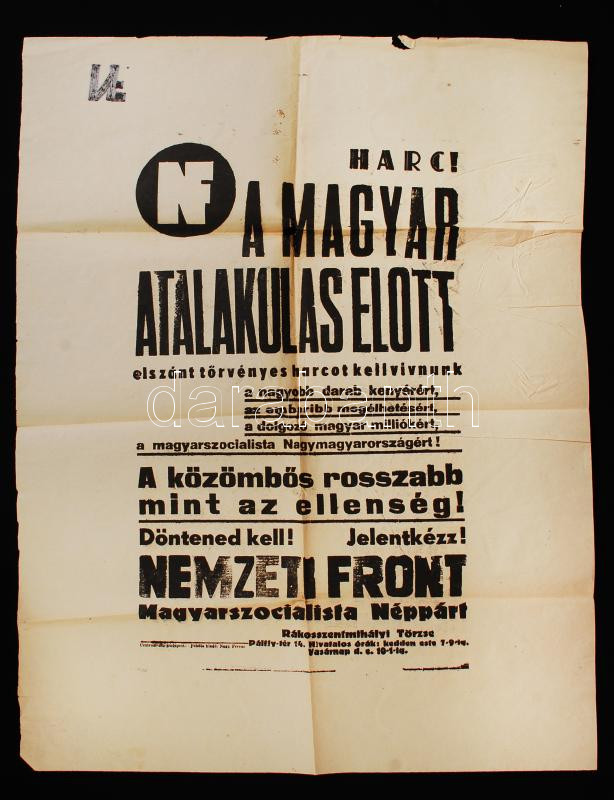 HARC!
NF
A MAGYAR
ATALAKULAS ELOTT
elszánt törvényes harcot kell vivnunk
a nagyobb darab kenyérért,
az emberibb megélhetésért,
a dolgozó magyar milliókért,
a magyarszocialista Nagymagyarországért!
A közömbös rosszabb
mint az ellenség!
Döntened kell! Jelentkézz!
NEMZETI FRONT
Magyarszocialista Néppárt
Rákosszentmihályi Törzse
Pálffy-tér 14. Hivatalos órák: kedden este 7-9-ig.
Vasárnap d. e. 10-1-ig.
darabanth